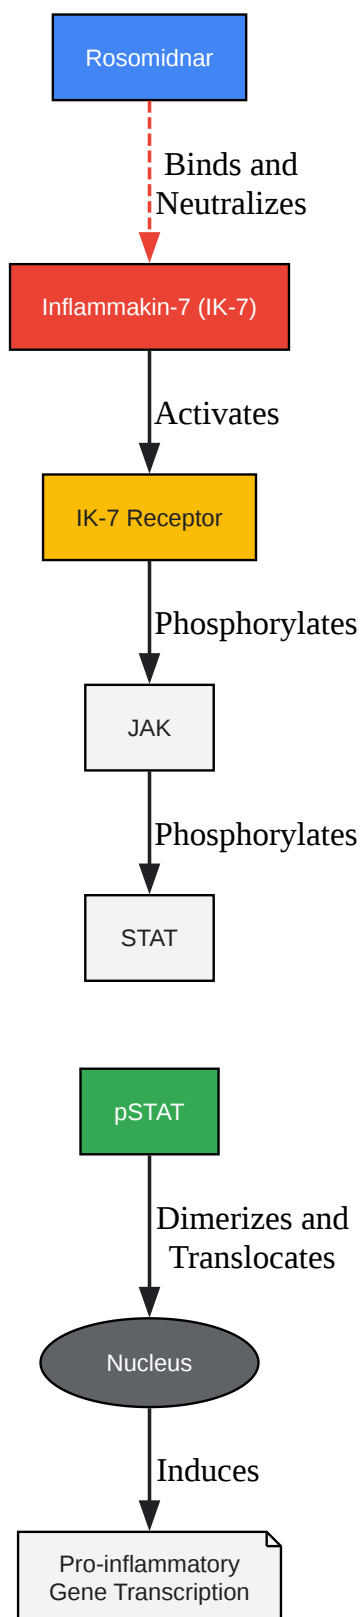 Rosomidnar
Binds and
Neutralizes
Inflammakin-7 (IK-7)
Activates
IK-7 Receptor
Phosphorylates
JAK
Phosphorylates
STAT
pSTAT
Dimerizes and
Translocates
Nucleus
Induces
Pro-inflammatory
Gene Transcription